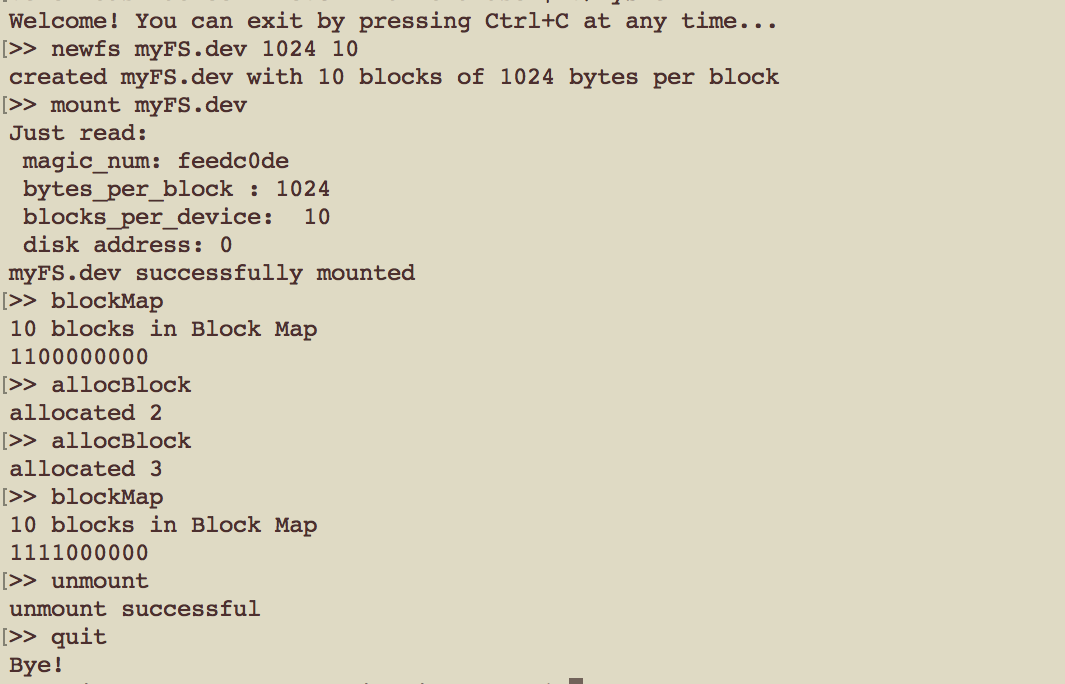 Welcome! You can exit by pressing Ctrl+C at any time...
[>> newfs myFS.dev 1024 10
created myFS.dev with 10 blocks of 1024 bytes per block
[>> mount myFS.dev
Just read:
 magic_num: feedc0de
 bytes_per_block : 1024
 blocks_per_device:  10
 disk address: 0
myFS.dev successfully mounted
[>> blockMap
10 blocks in Block Map
1100000000
[>> allocBlock
allocated 2
[>> allocBlock
allocated 3
[>> blockMap
10 blocks in Block Map
1111000000
[>> unmount
unmount successful
[>> quit
Bye!